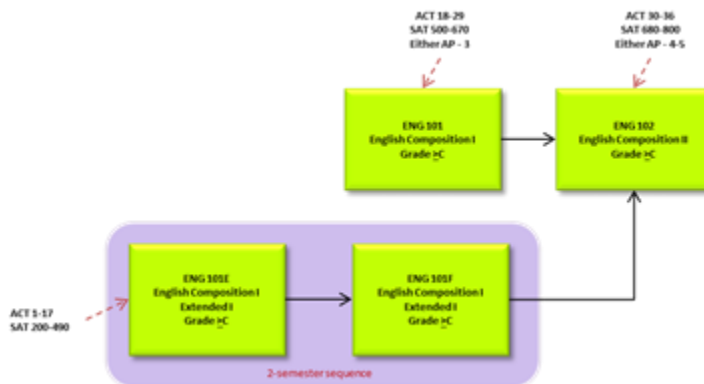 ACT 18-29
SAT 500-670
Either AP - 3
ACT 30-36
SAT 680-800
Either AP - 4-5
ENG 101
English Composition I
Grade ≥C
ENG 102
English Composition II
Grade ≥C
ENG 101E
English Composition I
Extended I
Grade ≥C
ENG 101F
English Composition I
Extended I
Grade ≥C
ACT 1-17
SAT 200-490
2-semester sequence